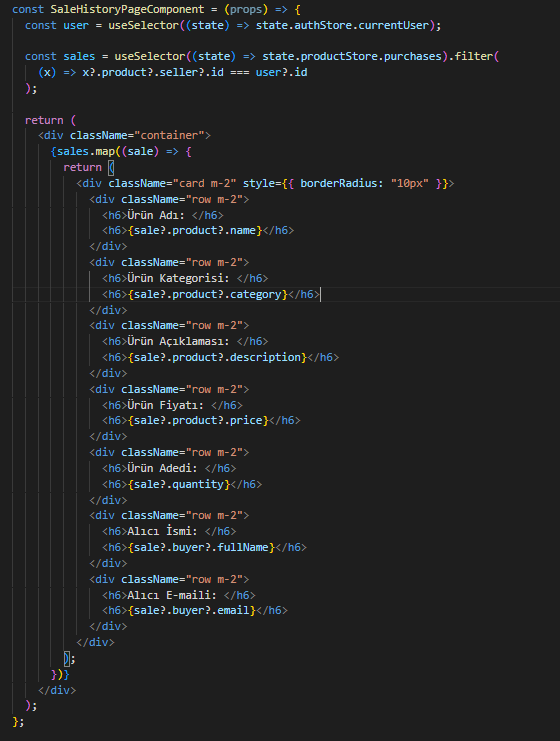 const SaleHistoryPageComponent = (props) => {
  const user = useSelector((state) => state.authStore.currentUser);

  const sales = useSelector((state) => state.productStore.purchases).filter(
    (x) => x?.product?.seller?.id === user?.id
  );

  return (
    <div className="container">
      {sales.map((sale) => {
        return (
          <div className="card m-2" style={{ borderRadius: "10px" }}>
            <div className="row m-2">
              <h6>Ürün Adı: </h6>
              <h6>{sale?.product?.name}</h6>
            </div>
            <div className="row m-2">
              <h6>Ürün Kategorisi: </h6>
              <h6>{sale?.product?.category}</h6>
            </div>
            <div className="row m-2">
              <h6>Ürün Açıklaması: </h6>
              <h6>{sale?.product?.description}</h6>
            </div>
            <div className="row m-2">
              <h6>Ürün Fiyatı: </h6>
              <h6>{sale?.product?.price}</h6>
            </div>
            <div className="row m-2">
              <h6>Ürün Adedi: </h6>
              <h6>{sale?.quantity}</h6>
            </div>
            <div className="row m-2">
              <h6>Alıcı İsmi: </h6>
              <h6>{sale?.buyer?.fullName}</h6>
            </div>
            <div className="row m-2">
              <h6>Alıcı E-maili: </h6>
              <h6>{sale?.buyer?.email}</h6>
            </div>
          </div>
        );
      })}
    </div>
  );
};